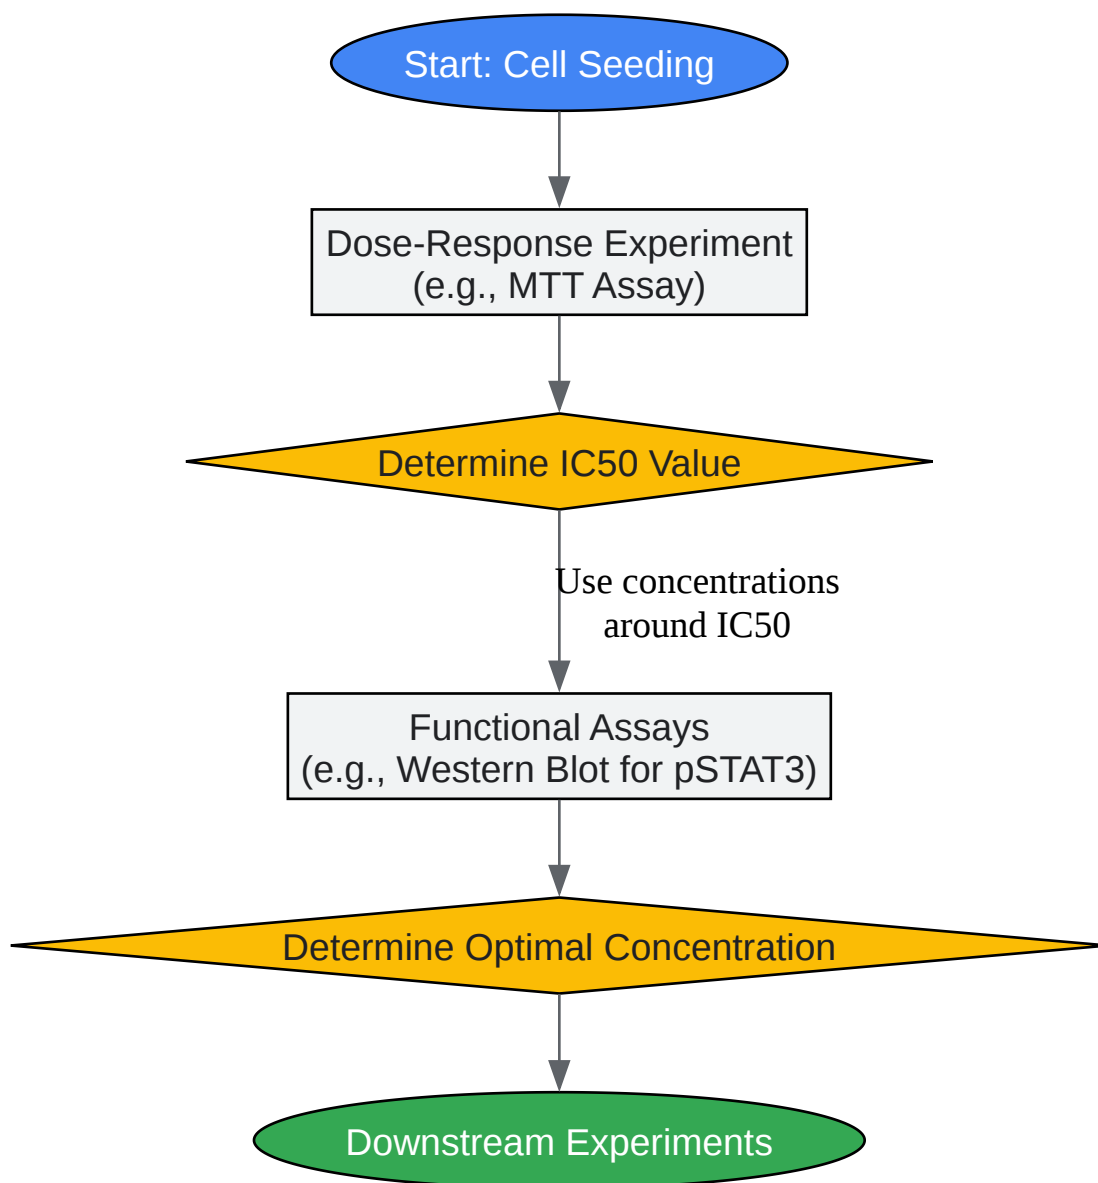 Start: Cell Seeding
Dose-Response Experiment
(e.g., MTT Assay)
Determine IC50 Value
Use concentrations
around IC50
Functional Assays
(e.g., Western Blot for pSTAT3)
Determine Optimal Concentration
Downstream Experiments